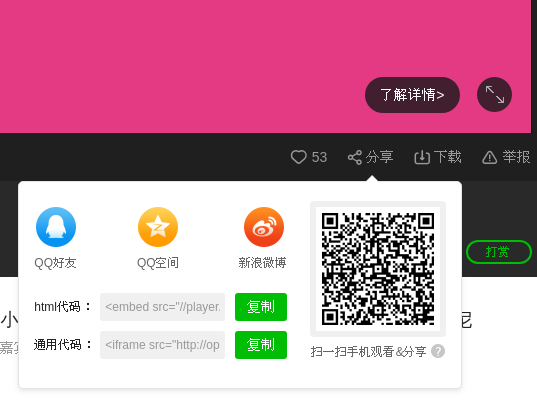 了解详情>
53 分享 下载 举报
打赏
QQ好友 QQ空间 新浪微博
html代码： <embed src="//player. 复制
通用代码： <iframe src="http://op 复制
扫一扫手机观看&分享 ?
小